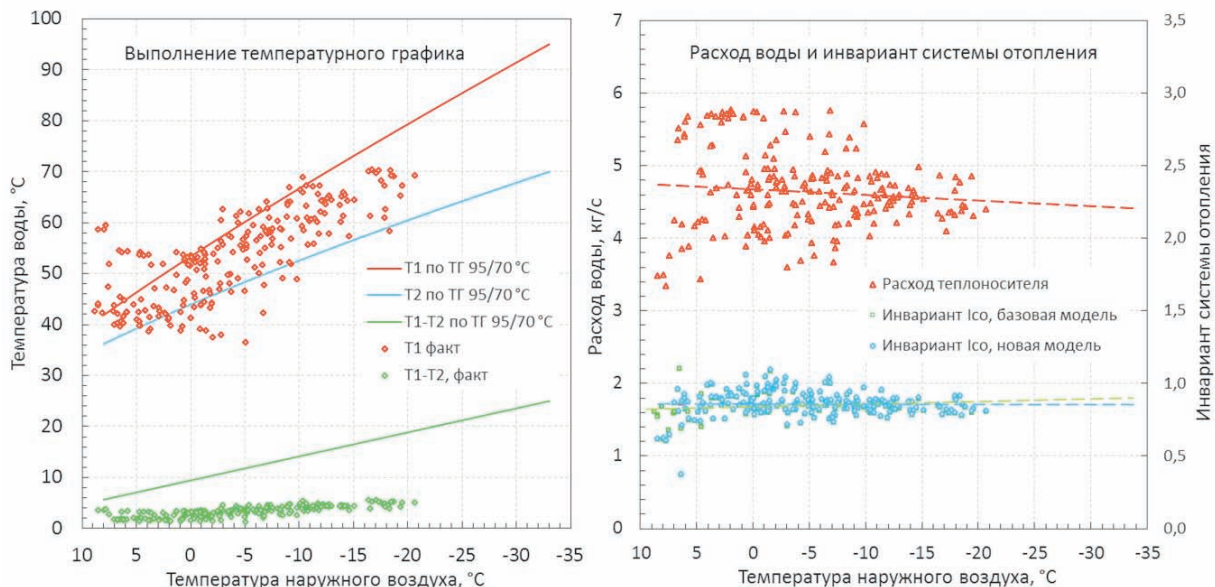 Выполнение температурного графика
100
90
80
70
60
50
40
30
20
10
0
Температура воды, °С
T1 по ТГ 95/70 °С
T2 по ТГ 95/70 °С
T1-T2 по ТГ 95/70 °С
T1 факт
T1-T2, факт
10 5 0 -5 -10 -15 -20 -25 -30 -35
Температура наружного воздуха, °С
Расход воды и инвариант системы отопления
7
6
5
4
3
2
1
0
Расход воды, кг/с
Расход теплоносителя
Инвариант Ico, базовая модель
Инвариант Ico, новая модель
3,5
3,0
2,5
2,0
1,5
1,0
0,5
0,0
Инвариант системы отопления
10 5 0 -5 -10 -15 -20 -25 -30 -35
Температура наружного воздуха, °С